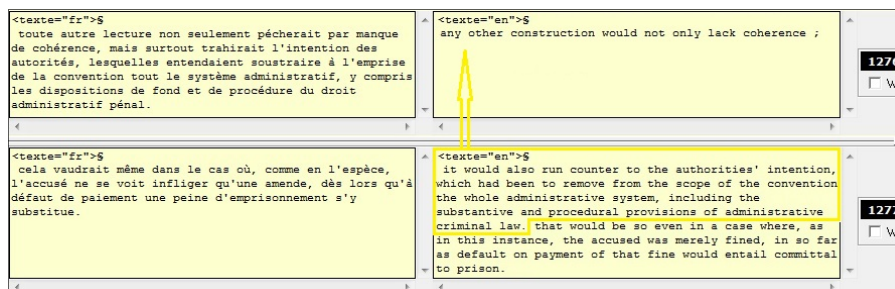 <texte="fr">§
toute autre lecture non seulement pécherait par manque
de cohérence, mais surtout trahirait l'intention des
autorités, lesquelles entendaient soustraire à l'emprise
de la convention tout le système administratif, y compris
les dispositions de fond et de procédure du droit
administratif pénal.
<texte="en">§
any other construction would not only lack coherence ;
1276
W
<texte="fr">§
cela vaudrait même dans le cas où, comme en l'espèce,
l'accusé ne se voit infliger qu'une amende, dès lors qu'à
défaut de paiement une peine d'emprisonnement s'y
substitue.
<texte="en">§
it would also run counter to the authorities' intention,
which had been to remove from the scope of the convention
the whole administrative system, including the
substantive and procedural provisions of administrative
criminal law. that would be so even in a case where, as
in this instance, the accused was merely fined, in so far
as default on payment of that fine would entail committal
to prison.
1277
W